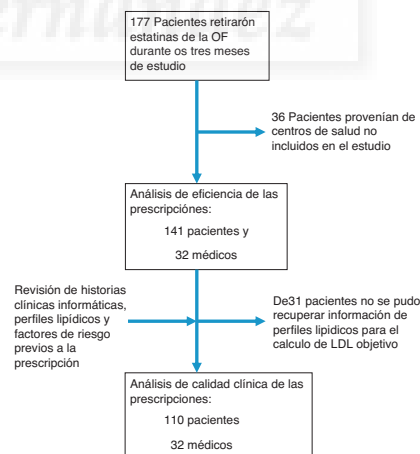 177 Pacientes retirarón
estatinas de la OF
durante os tres meses
de estudio
36 Pacientes provenían de
centros de salud no
incluidos en el estudio
Análisis de eficiencia de las
prescripciónes:
141 pacientes y
32 médicos
Revisión de historias
clínicas informáticas,
perfiles lipídicos y
factores de riesgo
previos a la
prescripción
De31 pacientes no se pudo
recuperar información de
perfiles lipidicos para el
calculo de LDL objetivo
Análisis de calidad clínica de las
prescripciones:
110 pacientes
32 médicos